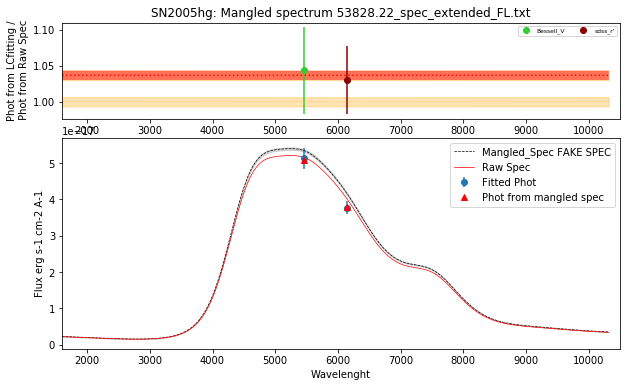 SN2005hg: Mangled spectrum 53828.22_spec_extended_FL.txt
Phot from LCfitting /
Phot from Raw Spec
1.10
1.05
1.00
Bessell_V
sdss_r'
2000 3000 4000 5000 6000 7000 8000 9000 10000
1e−17
Flux erg s-1 cm-2 A-1
5
4
3
2
1
0
Mangled_Spec FAKE SPEC
Raw Spec
Fitted Phot
Phot from mangled spec
2000 3000 4000 5000 6000 7000 8000 9000 10000
Wavelenght